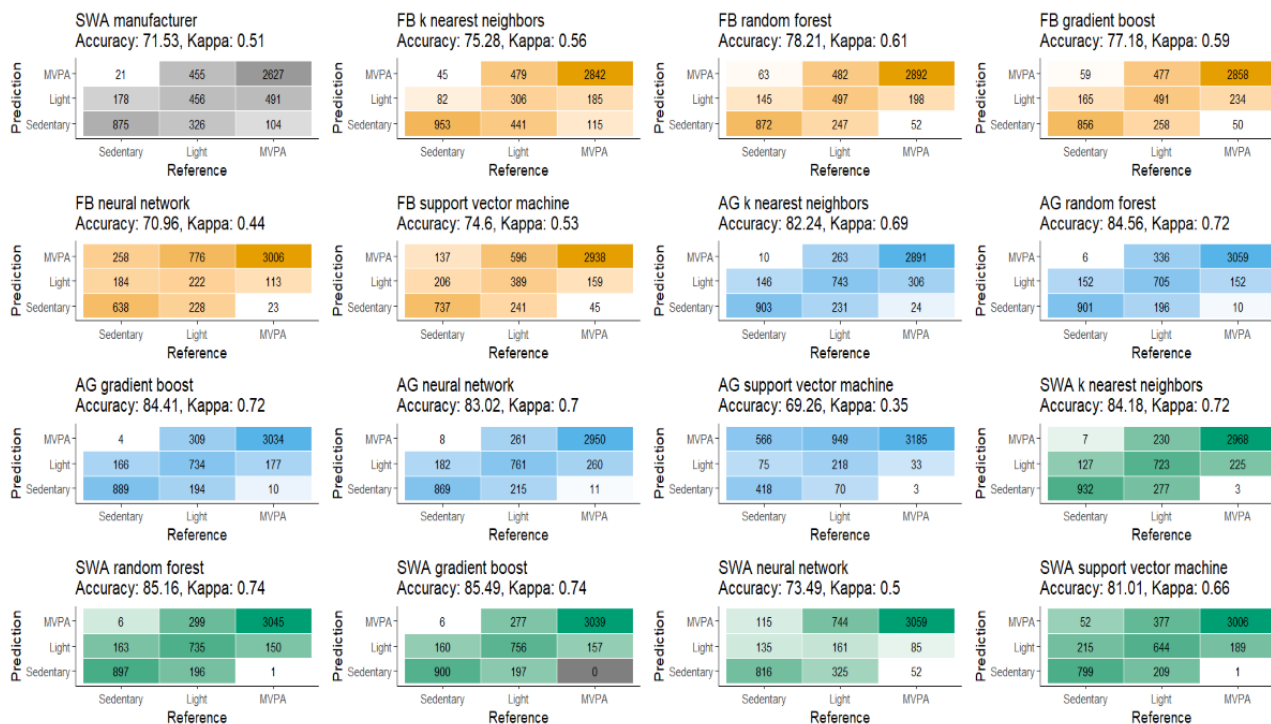 SWA manufacturer
Accuracy: 71.53, Kappa: 0.51
Prediction
MVPA 21 455 2627
Light 178 456 491
Sedentary 875 326 104
Sedentary Light MVPA
Reference
FB k nearest neighbors
Accuracy: 75.28, Kappa: 0.56
Prediction
MVPA 45 479 2842
Light 82 306 185
Sedentary 953 441 115
Sedentary Light MVPA
Reference
FB random forest
Accuracy: 78.21, Kappa: 0.61
Prediction
MVPA 63 482 2892
Light 145 497 198
Sedentary 872 247 52
Sedentary Light MVPA
Reference
FB gradient boost
Accuracy: 77.18, Kappa: 0.59
Prediction
MVPA 59 477 2858
Light 165 491 234
Sedentary 856 258 50
Sedentary Light MVPA
Reference
FB neural network
Accuracy: 70.96, Kappa: 0.44
Prediction
MVPA 258 776 3006
Light 184 222 113
Sedentary 638 228 23
Sedentary Light MVPA
Reference
FB support vector machine
Accuracy: 74.6, Kappa: 0.53
Prediction
MVPA 137 596 2938
Light 206 389 159
Sedentary 737 241 45
Sedentary Light MVPA
Reference
AG k nearest neighbors
Accuracy: 82.24, Kappa: 0.69
Prediction
MVPA 10 263 2891
Light 146 743 306
Sedentary 903 231 24
Sedentary Light MVPA
Reference
AG random forest
Accuracy: 84.56, Kappa: 0.72
Prediction
MVPA 6 336 3059
Light 152 705 152
Sedentary 901 196 10
Sedentary Light MVPA
Reference
AG gradient boost
Accuracy: 84.41, Kappa: 0.72
Prediction
MVPA 4 309 3034
Light 166 734 177
Sedentary 889 194 10
Sedentary Light MVPA
Reference
AG neural network
Accuracy: 83.02, Kappa: 0.7
Prediction
MVPA 8 261 2950
Light 182 761 260
Sedentary 869 215 11
Sedentary Light MVPA
Reference
AG support vector machine
Accuracy: 69.26, Kappa: 0.35
Prediction
MVPA 566 949 3185
Light 75 218 33
Sedentary 418 70 3
Sedentary Light MVPA
Reference
SWA k nearest neighbors
Accuracy: 84.18, Kappa: 0.72
Prediction
MVPA 7 230 2968
Light 127 723 225
Sedentary 932 277 3
Sedentary Light MVPA
Reference
SWA random forest
Accuracy: 85.16, Kappa: 0.74
Prediction
MVPA 6 299 3045
Light 163 735 150
Sedentary 897 196 1
Sedentary Light MVPA
Reference
SWA gradient boost
Accuracy: 85.49, Kappa: 0.74
Prediction
MVPA 6 277 3039
Light 160 756 157
Sedentary 900 197 0
Sedentary Light MVPA
Reference
SWA neural network
Accuracy: 73.49, Kappa: 0.5
Prediction
MVPA 115 744 3059
Light 135 161 85
Sedentary 816 325 52
Sedentary Light MVPA
Reference
SWA support vector machine
Accuracy: 81.01, Kappa: 0.66
Prediction
MVPA 52 377 3006
Light 215 644 189
Sedentary 799 209 1
Sedentary Light MVPA
Reference